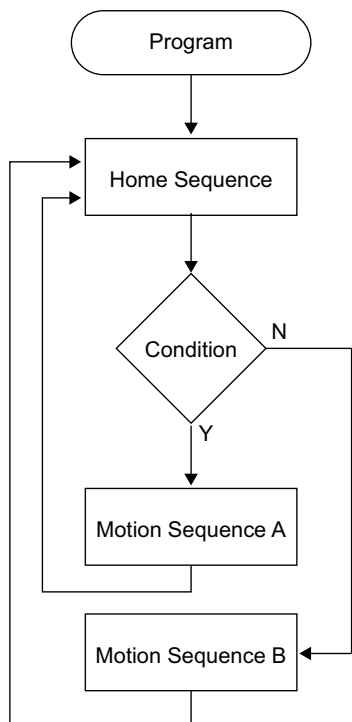 Program
Home Sequence
Condition
N
Y
Motion Sequence A
Motion Sequence B